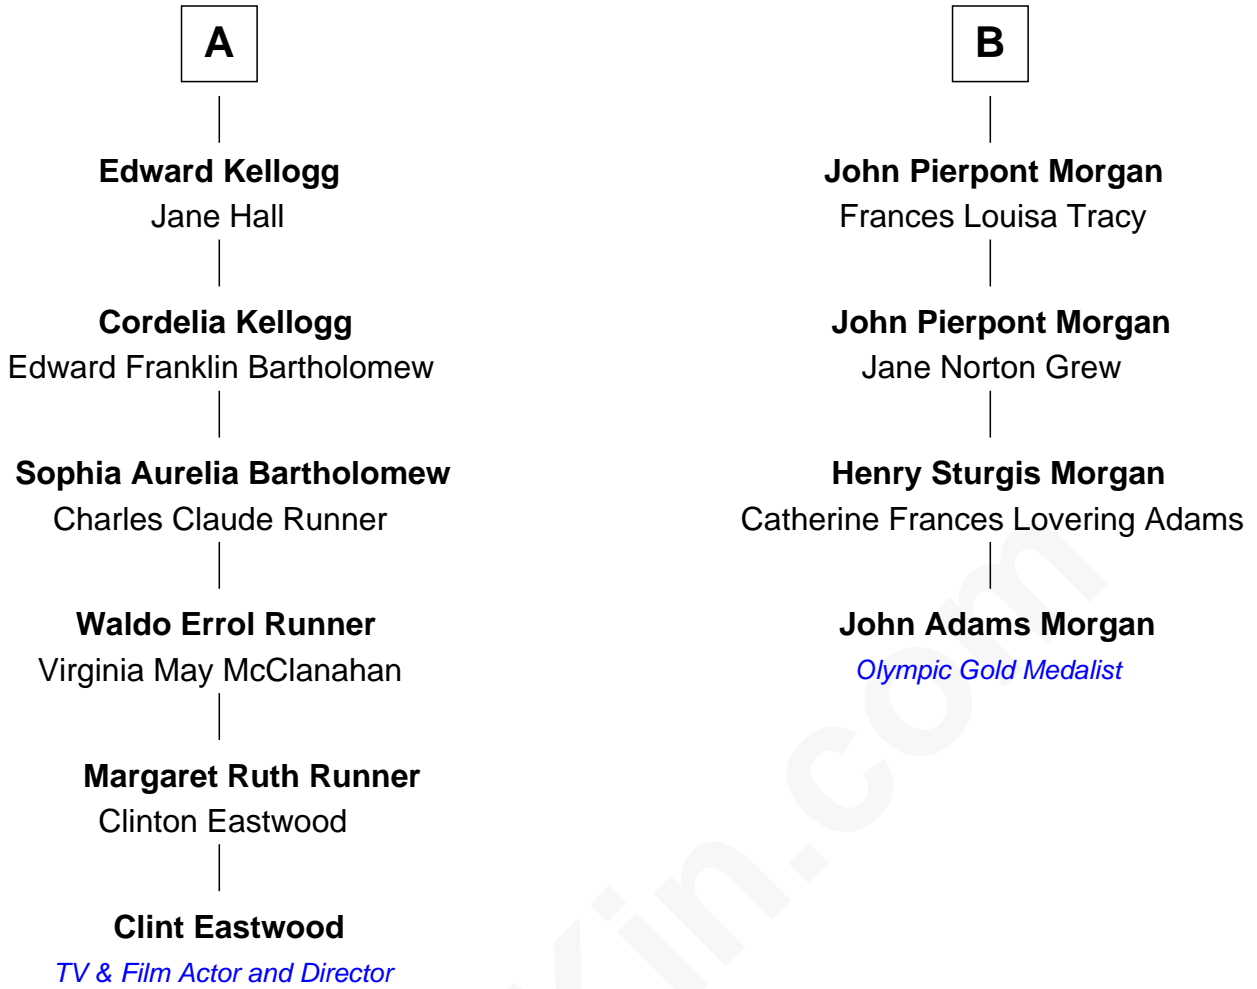 A
Edward Kellogg
Jane Hall
Cordelia Kellogg
Edward Franklin Bartholomew
Sophia Aurelia Bartholomew
Charles Claude Runner
Waldo Errol Runner
Virginia May McClanahan
Margaret Ruth Runner
Clinton Eastwood
Clint Eastwood
TV & Film Actor and Director
B
John Pierpont Morgan
Frances Louisa Tracy
John Pierpont Morgan
Jane Norton Grew
Henry Sturgis Morgan
Catherine Frances Lovering Adams
John Adams Morgan
Olympic Gold Medalist
Kin.com